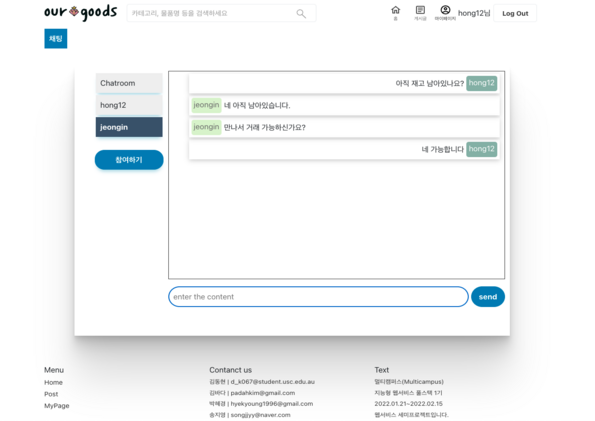 our goods
카테고리, 물품명 등을 검색하세요
홈
게시글
마이페이지
hong12님
Log Out
채팅
Chatroom
hong12
jeongin
참여하기
아직 재고 남아있나요? hong12
jeongin 네 아직 남아있습니다.
jeongin 만나서 거래 가능하신가요?
네 가능합니다 hong12
enter the content
send
Menu
Home
Post
MyPage
Contanct us
김동현 | d_k067@student.usc.edu.au
김바다 | padahkim@gmail.com
박혜경 | hyekyoung1996@gmail.com
송지영 | songjjyy@naver.com
Text
멀티캠퍼스(Multicampus)
지능형 웹서비스 풀스택 1기
2022.01.21~2022.02.15
웹서비스 세미프로젝트입니다.